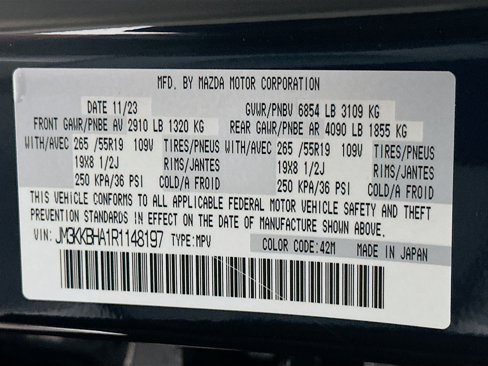 MFD. BY MAZDA MOTOR CORPORATION
DATE 11/23 GVWR/PNBV 6854 LB 3109 KG
FRONT GAWR/PNBE AV 2910 LB 1320 KG REAR GAWR/PNBE AR 4090 LB 1855 KG
WITH/AVEC 265 /55R19 109V TIRES/PNEUS WITH/AVEC 265 /55R19 109V TIRES/PNEUS
19X8 1/2J RIMS/JANTES 19X8 1/2J RIMS/JANTES
250 KPA/36 PSI COLD/A FROID 250 KPA/36 PSI COLD/A FROID
THIS VEHICLE CONFORMS TO ALL APPLICABLE FEDERAL MOTOR VEHICLE SAFETY AND THEFT
PREVENTION STANDARDS IN EFFECT ON THE DATE OF MANUFACTURE SHOWN ABOVE.
VIN: JM3KKBHA1R1148197 TYPE:MPV COLOR CODE:42M MADE IN JAPAN